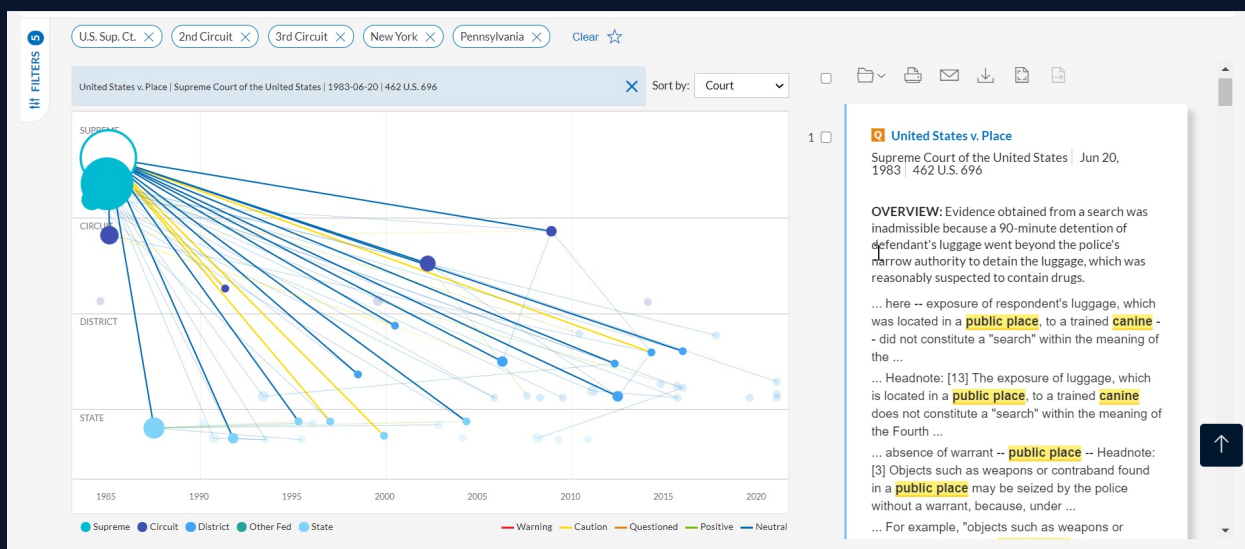 FILTERS 5
U.S. Sup. Ct.
2nd Circuit
3rd Circuit
New York
Pennsylvania
Clear
United States v. Place | Supreme Court of the United States | 1983-06-20 | 462 U.S. 696
Sort by:
Court
SUPREME
CIRCUIT
DISTRICT
STATE
1985 1990 1995 2000 2005 2010 2015 2020
Supreme Circuit District Other Fed State
Warning Caution Questioned Positive Neutral
1
Q United States v. Place
Supreme Court of the United States | Jun 20,
1983 | 462 U.S. 696
OVERVIEW: Evidence obtained from a search was
inadmissible because a 90-minute detention of
defendant's luggage went beyond the police's
narrow authority to detain the luggage, which was
reasonably suspected to contain drugs.
... here -- exposure of respondent's luggage, which
was located in a public place, to a trained canine -
- did not constitute a "search" within the meaning of
the ...
... Headnote: [13] The exposure of luggage, which
is located in a public place, to a trained canine
does not constitute a "search" within the meaning of
the Fourth ...
... absence of warrant -- public place -- Headnote:
[3] Objects such as weapons or contraband found
in a public place may be seized by the police
without a warrant, because, under ...
... For example, "objects such as weapons or